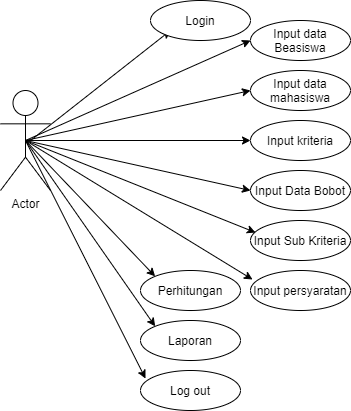 Login
Input data
Beasiswa
Input data
mahasiswa
Input kriteria
Input Data Bobot
Actor
Input Sub Kriteria
Perhitungan
Input persyaratan
Laporan
Log out